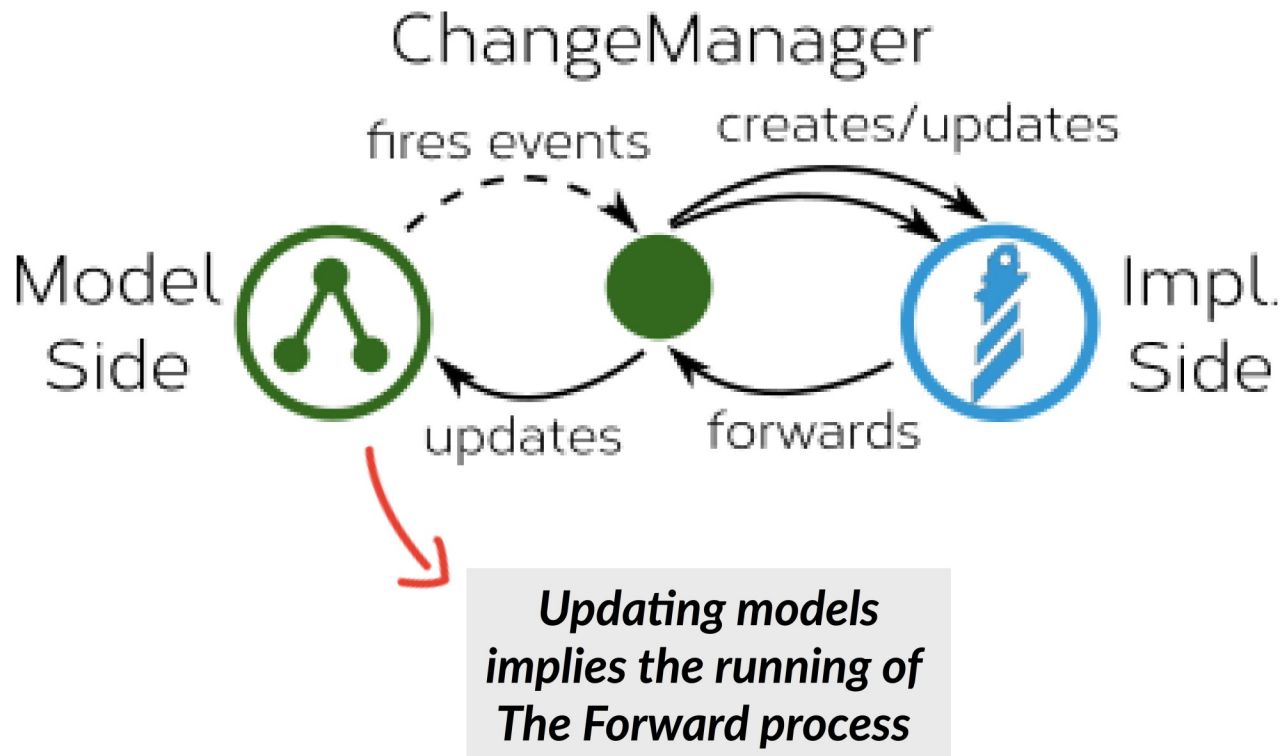 ChangeManager
fires events
creates/updates
Model
Side
Impl.
Side
updates
forwards
Updating models
implies the running of
The Forward process